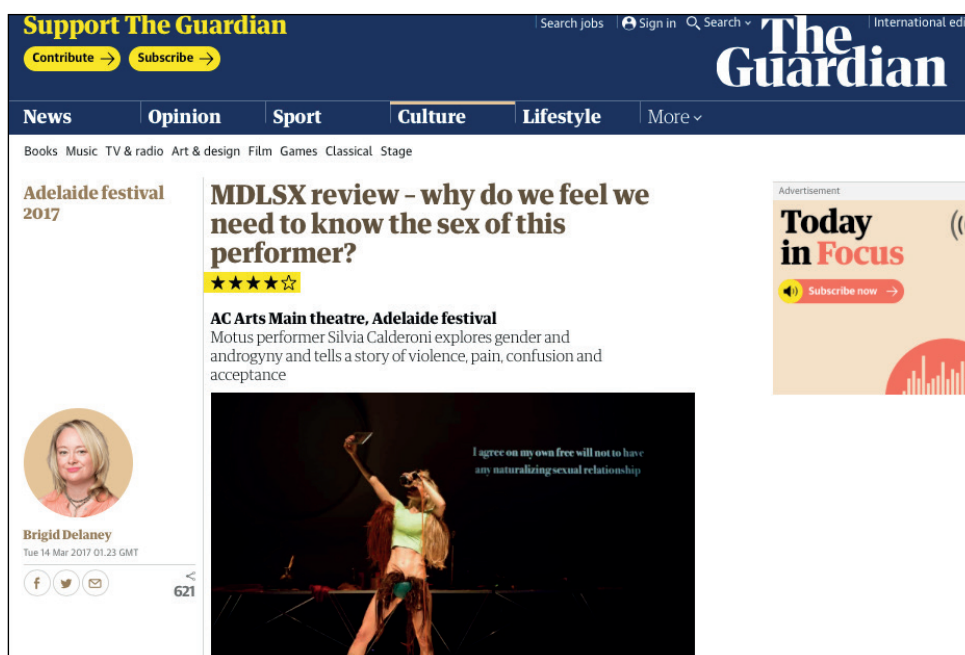 Support The Guardian
Contribute →
Subscribe →
Search jobs
Sign in
Search
International edi
The
Guardian
News
Opinion
Sport
Culture
Lifestyle
More
Books Music TV & radio Art & design Film Games Classical Stage
Adelaide festival
2017
MDLSX review – why do we feel we
need to know the sex of this
performer?
★★★★☆
AC Arts Main theatre, Adelaide festival
Motus performer Silvia Calderoni explores gender and
androgyny and tells a story of violence, pain, confusion and
acceptance
I agree on my own free will not to have
any naturalizing sexual relationship
Brigid Delaney
Tue 14 Mar 2017 01.23 GMT
621
Advertisement
Today
in Focus
Subscribe now →